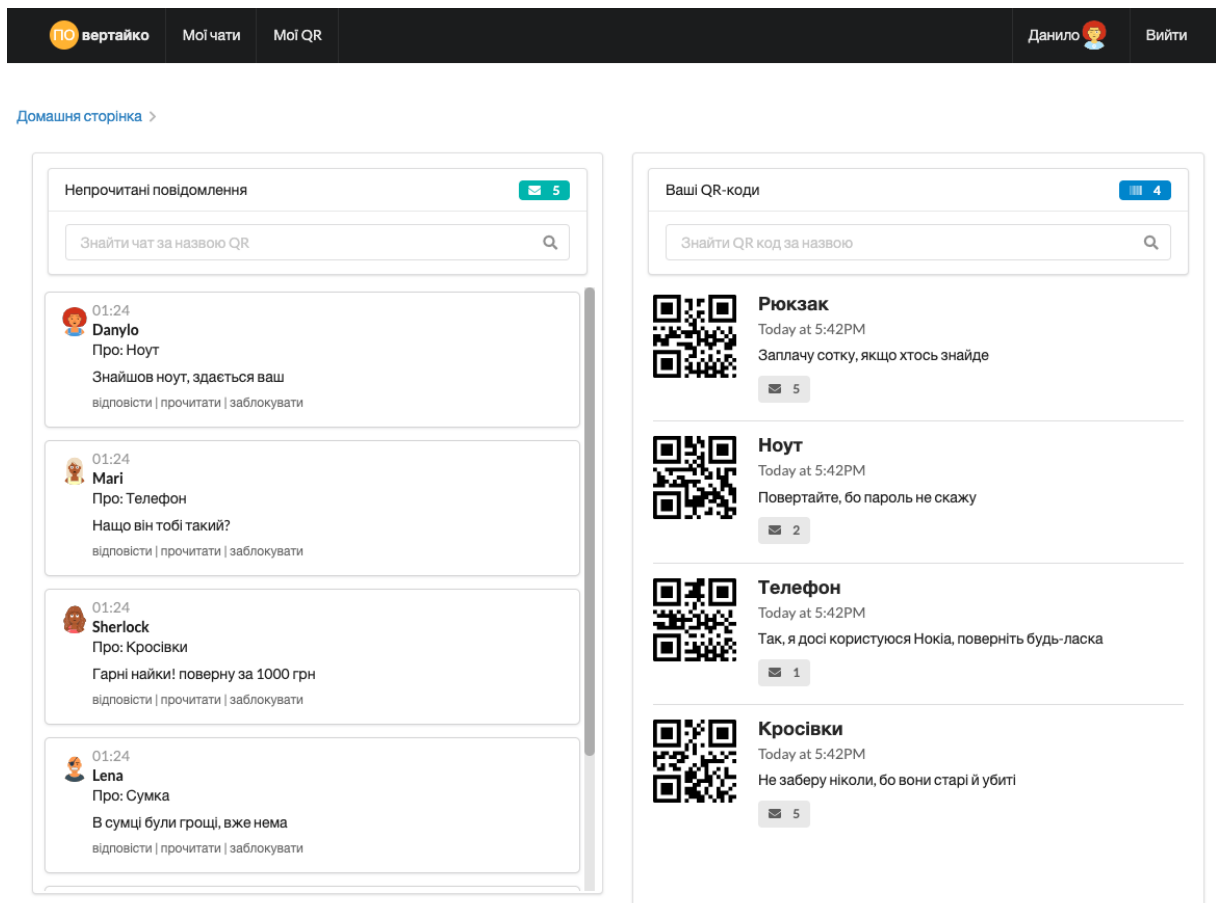 ПОвертайко Мої чати Мої QR Данило Вийти
Домашня сторінка >
Непрочитані повідомлення 5
Знайти чат за назвою QR
01:24
Danylo
Про: Ноут
Знайшов ноут, здається ваш
відповісти | прочитати | заблокувати
01:24
Mari
Про: Телефон
Нащо він тобі такий?
відповісти | прочитати | заблокувати
01:24
Sherlock
Про: Кросівки
Гарні найки! поверну за 1000 грн
відповісти | прочитати | заблокувати
01:24
Lena
Про: Сумка
В сумці були грощі, вже нема
відповісти | прочитати | заблокувати
Ваші QR-коди 4
Знайти QR код за назвою
Рюкзак
Today at 5:42PM
Заплачу сотку, якщо хтось знайде
5
Ноут
Today at 5:42PM
Повертайте, бо пароль не скажу
2
Телефон
Today at 5:42PM
Так, я досі користуюся Нокіа, поверніть будь-ласка
1
Кросівки
Today at 5:42PM
Не заберу ніколи, бо вони старі й убиті
5